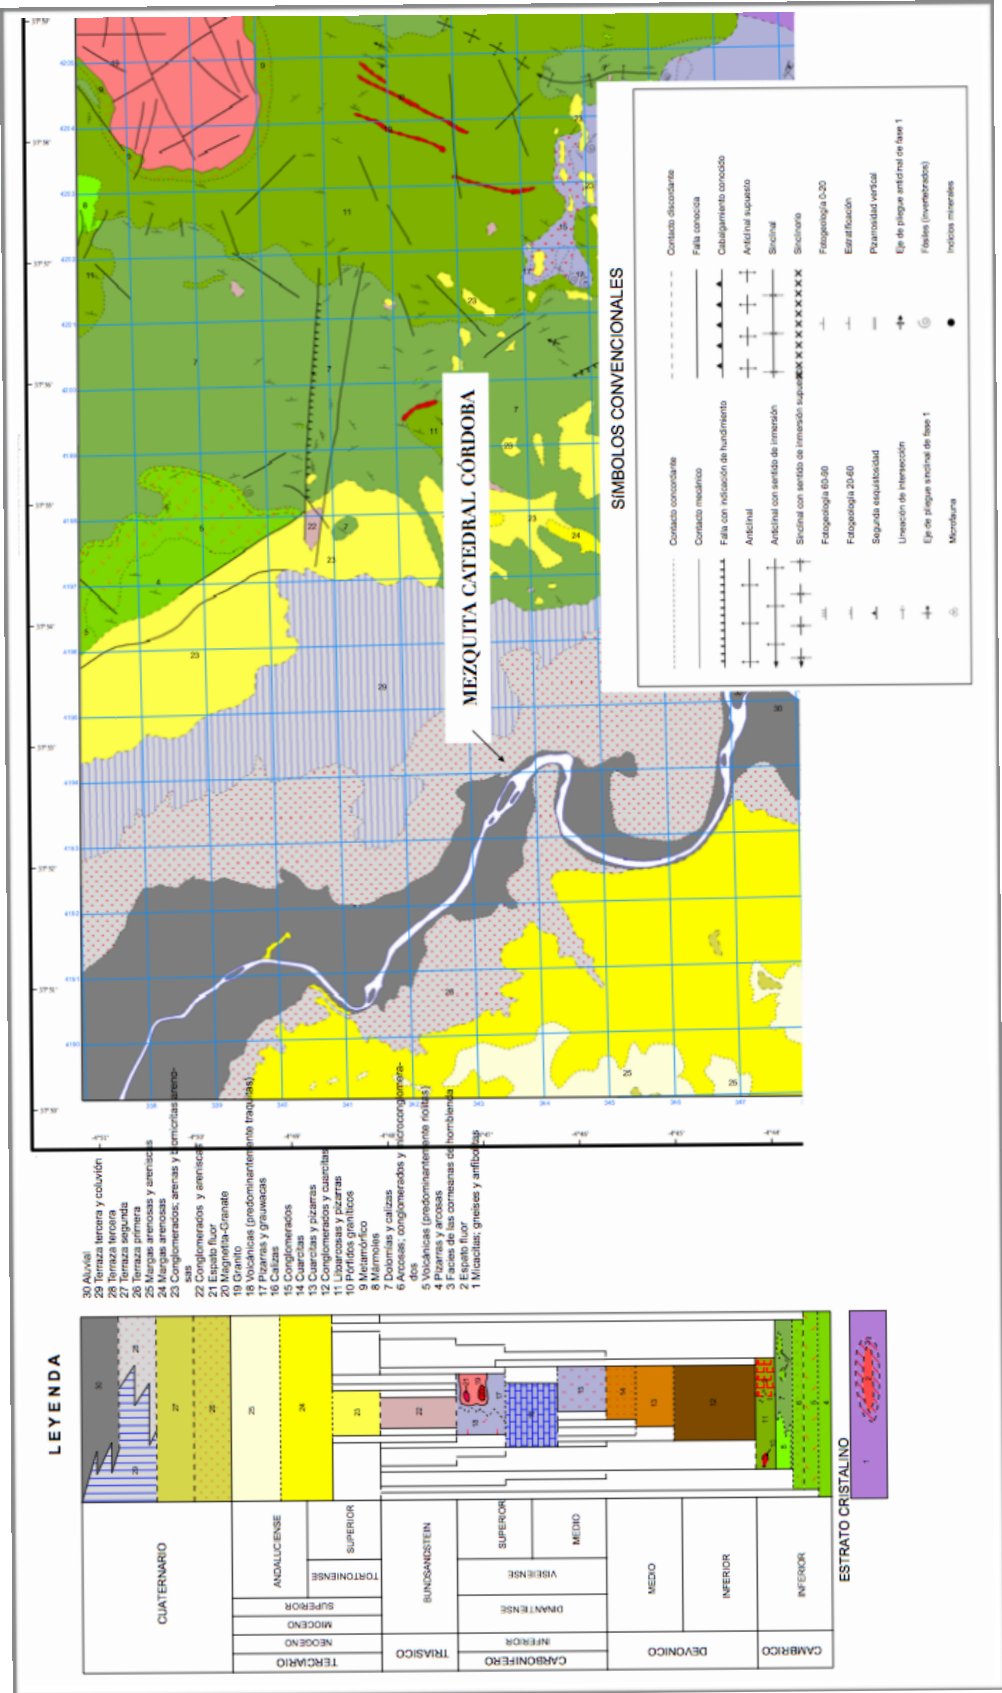 MEZQUITA CATEDRAL CÓRDOBA
SÍMBOLOS CONVENCIONALES
Contacto concordante
Contacto mecánico
Falla con indicación de hundimiento
Anticlinal
Anticlinal con sentido de inmersión
Sinclinal con sentido de inmersión supuesto
Fotogeología 60-90
Fotogeología 20-60
Segunda esquistosidad
Lineación de intersección
Eje de pliegue sinclinal de fase 1
Microfauna
Contacto discordante
Falla conocida
Cabalgamiento conocido
Anticlinal supuesto
Sinclinal
Sinclinorio
Fotogeología 0-20
Estratificación
Pizarrosidad vertical
Eje de pliegue anticlinal de fase 1
Fósiles (invertebrados)
Indicios minerales
LEYENDA
30 Aluvial
29 Terraza tercera y coluvión
28 Terraza tercera
27 Terraza segunda
26 Terraza primera
25 Margas arenosas y areniscas
24 Margas arenosas
23 Conglomerados; arenas y biomicritas areno-
sas
22 Conglomerados y areniscas
21 Espato fluor
20 Magnetita-Granate
19 Granito
18 Volcánicas (predominantemente traquitas)
17 Pizarras y grauwacas
16 Calizas
15 Conglomerados
14 Cuarcitas
13 Cuarcitas y pizarras
12 Conglomerados y cuarcitas
11 Litoarcosas y pizarras
10 Pórfidos graníticos
9 Metamórfico
8 Mármoles
7 Dolomías y calizas
6 Arcosas; conglomerados y microconglomera-
dos
5 Volcánicas (predominantemente riolitas)
4 Pizarras y arcosas
3 Facies de las corneanas de hornblenda
2 Espato fluor
1 Micacitas; gneises y anfibolitas
CUATERNARIO
TERCIARIO
NEOGENO
MIOCENO
SUPERIOR
ANDALUCIENSE
TORTONIENSE
SUPERIOR
TRIASICO
BUNDSANDSTEIN
CARBONIFERO
INFERIOR
DINANTIENSE
VISEIENSE
SUPERIOR
MEDIO
DEVONICO
MEDIO
INFERIOR
CAMBRICO
INFERIOR
ESTRATO CRISTALINO